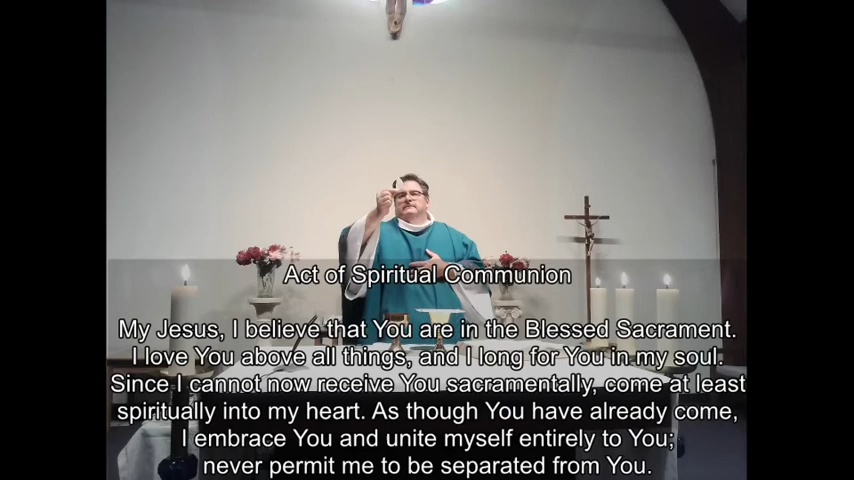 Act of Spiritual Communion
My Jesus, I believe that You are in the Blessed Sacrament.
I love You above all things, and I long for You in my soul.
Since I cannot now receive You sacramentally, come at least
spiritually into my heart. As though You have already come,
I embrace You and unite myself entirely to You;
never permit me to be separated from You.